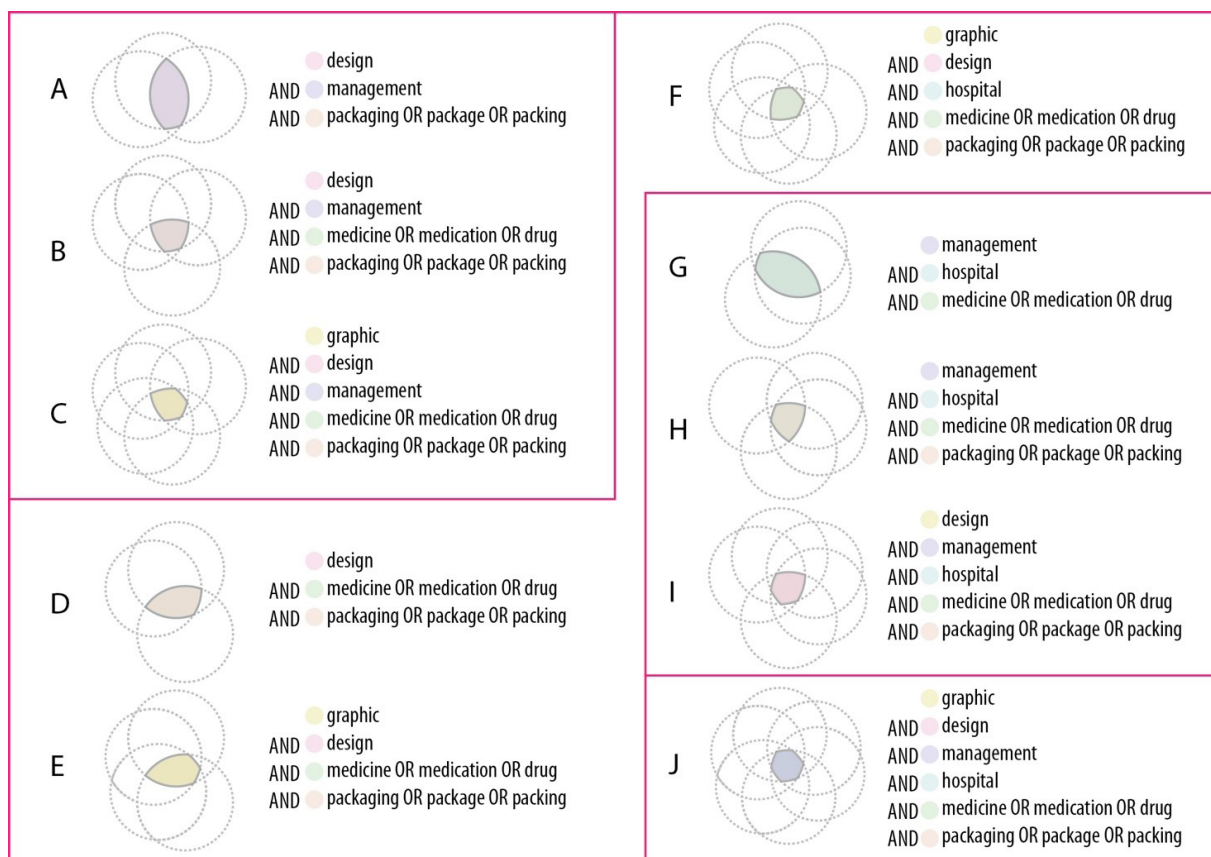 A
design
AND management
AND packaging OR package OR packing
B
design
AND management
AND medicine OR medication OR drug
AND packaging OR package OR packing
C
graphic
AND design
AND management
AND medicine OR medication OR drug
AND packaging OR package OR packing
D
design
AND medicine OR medication OR drug
AND packaging OR package OR packing
E
graphic
AND design
AND medicine OR medication OR drug
AND packaging OR package OR packing
F
graphic
AND design
AND hospital
AND medicine OR medication OR drug
AND packaging OR package OR packing
G
management
AND hospital
AND medicine OR medication OR drug
H
management
AND hospital
AND medicine OR medication OR drug
AND packaging OR package OR packing
I
design
AND management
AND hospital
AND medicine OR medication OR drug
AND packaging OR package OR packing
J
graphic
AND design
AND management
AND hospital
AND medicine OR medication OR drug
AND packaging OR package OR packing